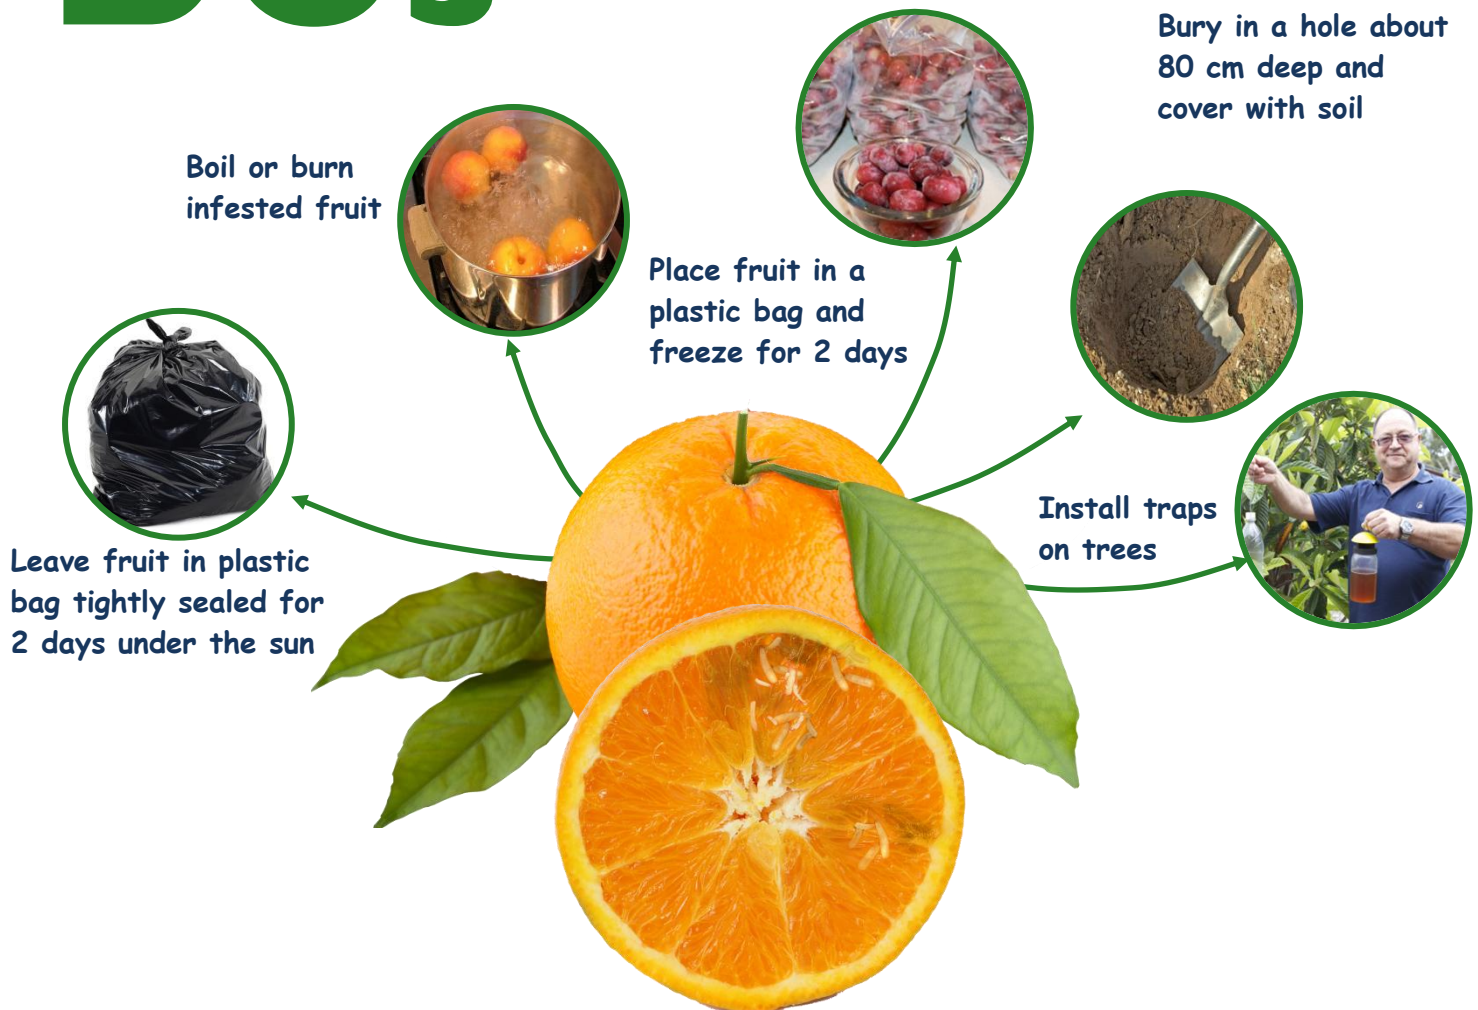 Bury in a hole about
80 cm deep and
cover with soil
Boil or burn
infested fruit
Place fruit in a
plastic bag and
freeze for 2 days
Install traps
on trees
Leave fruit in plastic
bag tightly sealed for
2 days under the sun